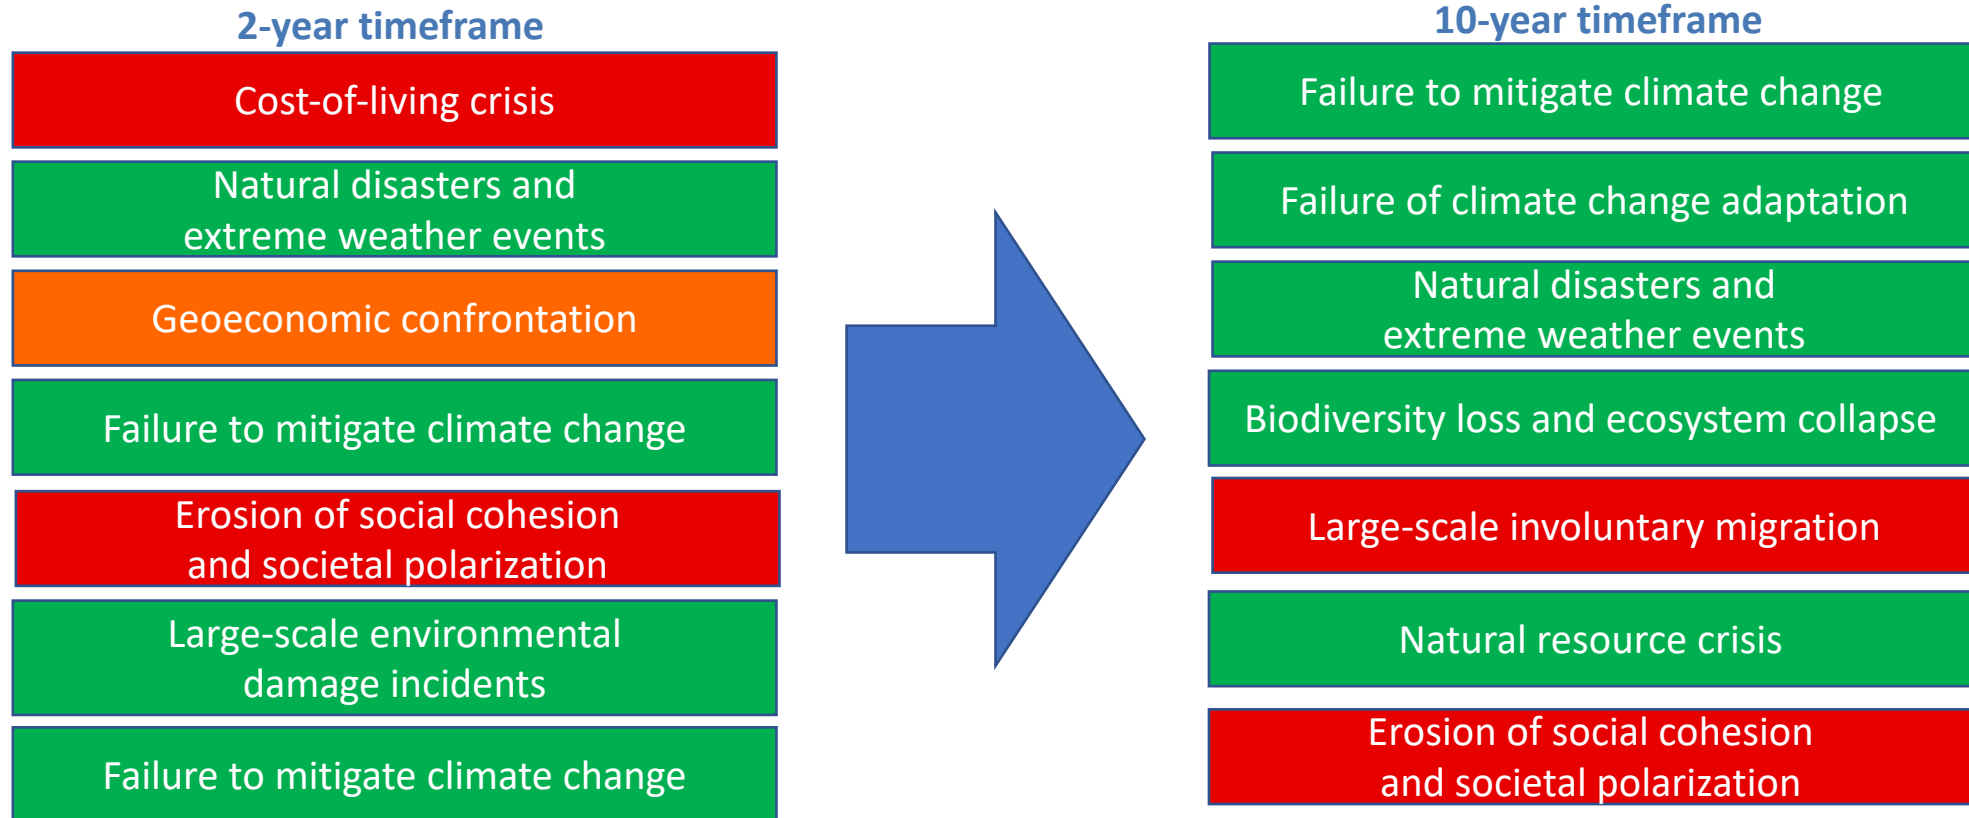 2-year timeframe
Cost-of-living crisis
Natural disasters and
extreme weather events
Geoeconomic confrontation
Failure to mitigate climate change
Erosion of social cohesion
and societal polarization
Large-scale environmental
damage incidents
Failure to mitigate climate change
10-year timeframe
Failure to mitigate climate change
Failure of climate change adaptation
Natural disasters and
extreme weather events
Biodiversity loss and ecosystem collapse
Large-scale involuntary migration
Natural resource crisis
Erosion of social cohesion
and societal polarization